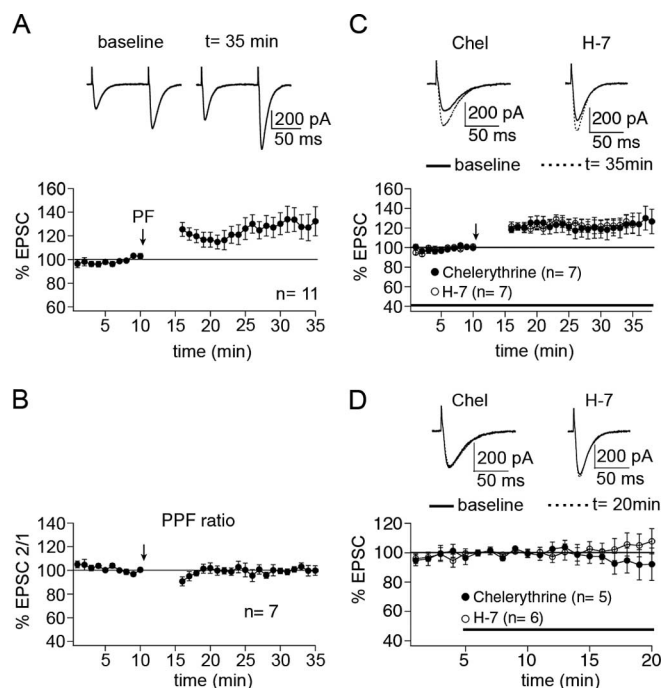 A
baseline t= 35 min
200 pA
50 ms
% EPSC
160
140
120
100
80
60
PF
n= 11
5 10 15 20 25 30 35
time (min)
B
% EPSC 2/1
140
120
100
80
60
40
PPF ratio
n= 7
5 10 15 20 25 30 35
time (min)
C
Chel H-7
200 pA
50 ms
200 pA
50 ms
baseline t= 35min
% EPSC
160
140
120
100
80
60
40
Chelerythrine (n= 7)
H-7 (n= 7)
5 10 15 20 25 30 35
time (min)
D
Chel H-7
200 pA
50 ms
200 pA
50 ms
baseline t= 20min
% EPSC
120
100
80
60
40
Chelerythrine (n= 5)
H-7 (n= 6)
5 10 15 20
time (min)